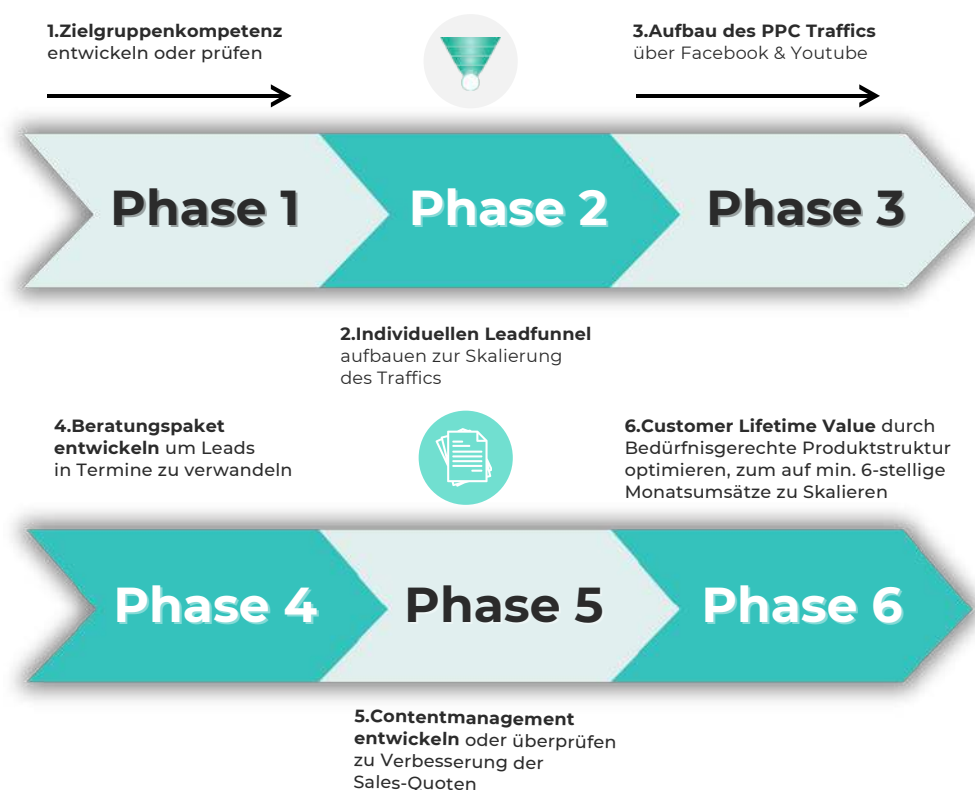 1.Zielgruppenkompetenz
entwickeln oder prüfen
3.Aufbau des PPC Traffics
über Facebook & Youtube
Phase 1
Phase 2
Phase 3
2.Individuellen Leadfunnel
aufbauen zur Skalierung
des Traffics
4.Beratungspaket
entwickeln um Leads
in Termine zu verwandeln
6.Customer Lifetime Value durch
Bedürfnisgerechte Produktstruktur
optimieren, zum auf min. 6-stellige
Monatsumsätze zu Skalieren
Phase 4
Phase 5
Phase 6
5.Contentmanagement
entwickeln oder überprüfen
zu Verbesserung der
Sales-Quoten